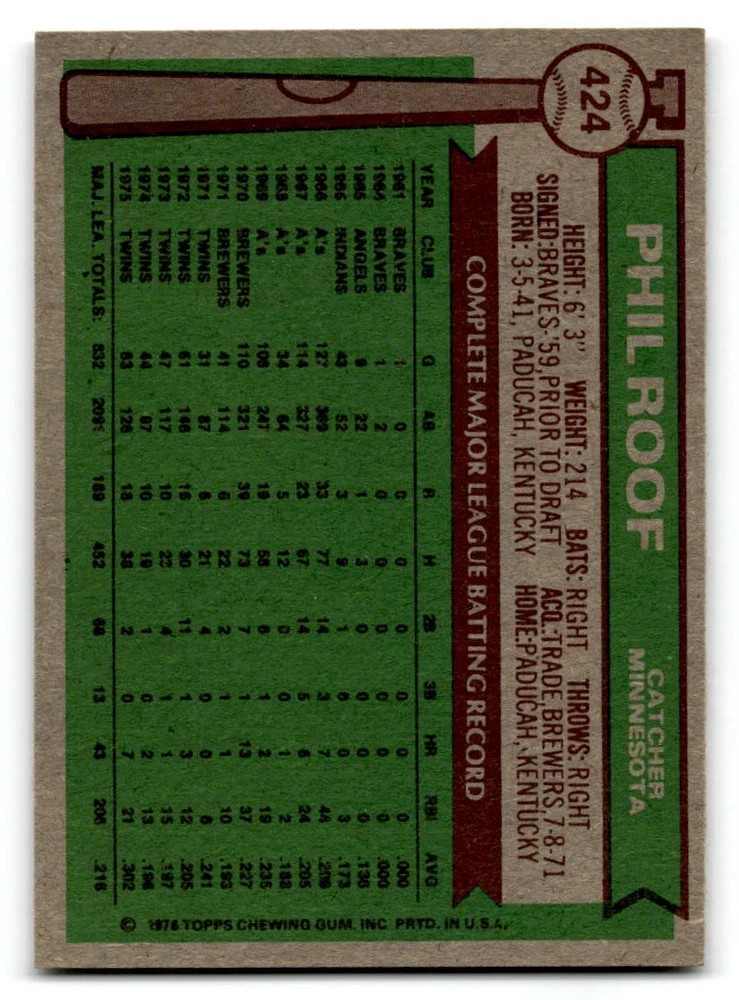 424
PHIL ROOF
CATCHER
MINNESOTA
HEIGHT: 6' 3" WEIGHT: 214 BATS: RIGHT THROWS: RIGHT
SIGNED: BRAVES-'59, PRIOR TO DRAFT ACQ: TRADE, BREWERS, 7-8-71
BORN: 3-5-41, PADUCAH, KENTUCKY HOME: PADUCAH, KENTUCKY
COMPLETE MAJOR LEAGUE BATTING RECORD
YEAR CLUB G AB R H 2B 3B HR RBI AVG
1961 BRAVES 1 0 0 0 0 0 0 0 .000
1964 BRAVES 1 2 0 0 0 0 0 0 .000
1965 ANGELS 9 22 1 3 0 0 0 0 .136
1965 INDIANS 43 52 3 9 1 0 0 3 .173
1966 A's 127 369 33 77 14 3 7 44 .209
1967 A's 114 327 23 67 14 5 6 24 .205
1968 A's 34 64 5 12 0 0 1 2 .188
1969 A's 106 247 19 58 6 1 2 19 .235
1970 BREWERS 110 321 39 73 7 1 13 37 .227
1971 BREWERS 41 114 6 22 2 1 1 10 .193
1971 TWINS 31 87 6 21 4 0 0 6 .241
1972 TWINS 61 146 16 30 11 1 3 12 .205
1973 TWINS 47 117 10 23 4 1 1 15 .197
1974 TWINS 44 97 10 19 1 0 2 13 .196
1975 TWINS 63 126 18 38 2 0 7 21 .302
MAJ. LEA. TOTALS: 832 189 452 66 13 43 206 .216
© 1976 TOPPS CHEWING GUM, INC. PRTD. IN U.S.A.